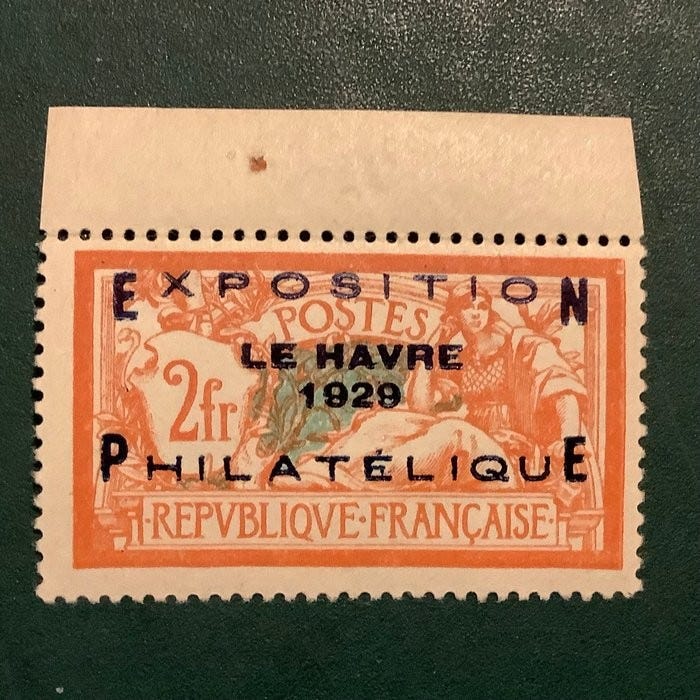 EXPOSITION
POSTES
LE HAVRE
1929
2fr
PHILATÉLIQUE
·REPVBLIQVE·FRANÇAISE·